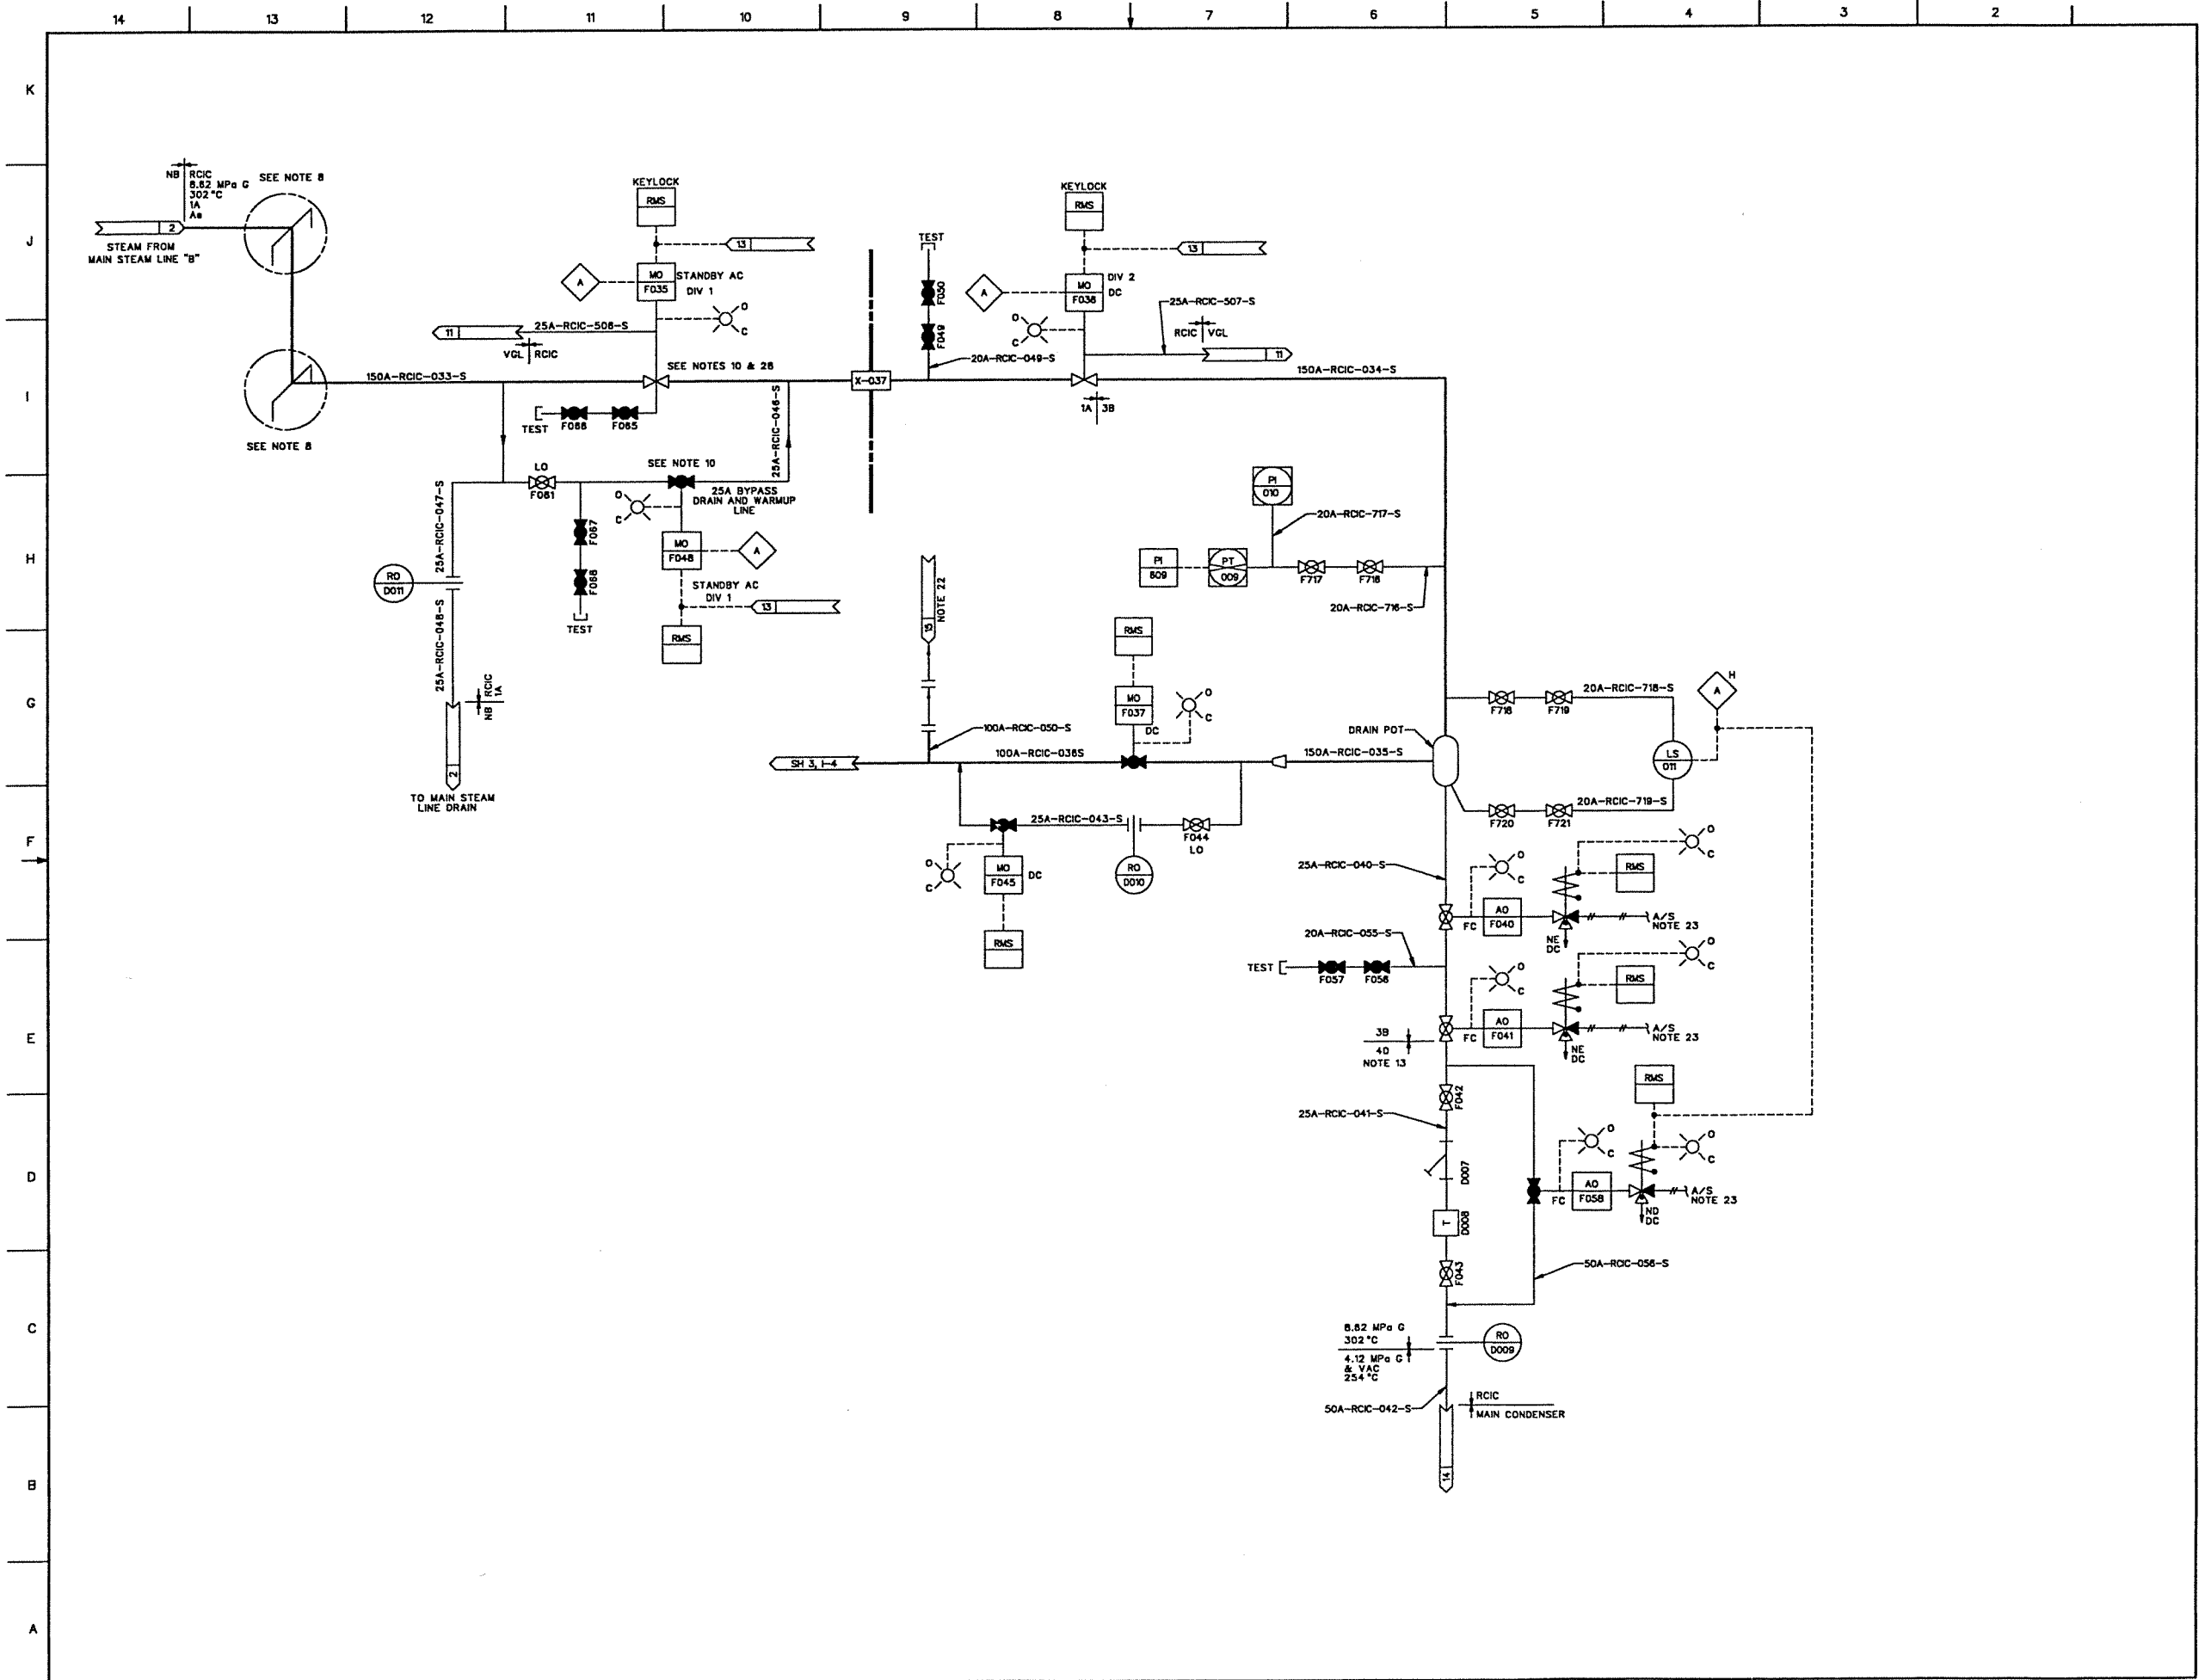 14 13 12 11 10 9 8 7 6 5 4 3 2
K
J
I
H
G
F
E
D
C
B
A
NB RCIC
8.62 MPa G
302 °C
1A
As
SEE NOTE 8
2
STEAM FROM
MAIN STEAM LINE "B"
SEE NOTE 8
KEYLOCK
RMS
13
A
MO
F035
STANDBY AC
DIV 1
O
C
11
25A-RCIC-506-S
VGL RCIC
SEE NOTES 10 & 26
150A-RCIC-033-S
TEST
F066
F065
25A-RCIC-046-S
X-037
TEST
F050
F049
20A-RCIC-049-S
KEYLOCK
RMS
13
A
MO
F036
DIV 2
DC
O
C
25A-RCIC-507-S
RCIC VGL
11
150A-RCIC-034-S
1A 3B
LO
F061
SEE NOTE 10
25A BYPASS
DRAIN AND WARMUP
LINE
O
C
MO
F048
A
STANDBY AC
DIV 1
13
RMS
F067
F068
TEST
25A-RCIC-047-S
RO
D011
25A-RCIC-048-S
NB RCIC
1A
2
TO MAIN STEAM
LINE DRAIN
PI
010
20A-RCIC-717-S
PI
609
PT
009
F717
F716
20A-RCIC-716-S
15
NOTE 22
RMS
MO
F037
DC
O
C
100A-RCIC-050-S
SH 3, I-4
100A-RCIC-036S
150A-RCIC-035-S
DRAIN POT
F718
F719
20A-RCIC-718-S
A
H
LS
011
F720
F721
20A-RCIC-719-S
25A-RCIC-043-S
F044
LO
O
C
MO
F045
DC
RMS
RO
D010
25A-RCIC-040-S
O
C
FC
AO
F040
RMS
O
C
A/S
NOTE 23
NE
DC
20A-RCIC-055-S
TEST
F057
F056
O
C
FC
AO
F041
RMS
O
C
A/S
NOTE 23
NE
DC
3B
4D
NOTE 13
F042
25A-RCIC-041-S
D007
D008
T
F043
RMS
O
C
FC
AO
F058
O
C
A/S
NOTE 23
ND
DC
50A-RCIC-056-S
8.62 MPa G
302 °C
4.12 MPa G
& VAC
254 °C
RO
D009
50A-RCIC-042-S
RCIC
MAIN CONDENSER
14